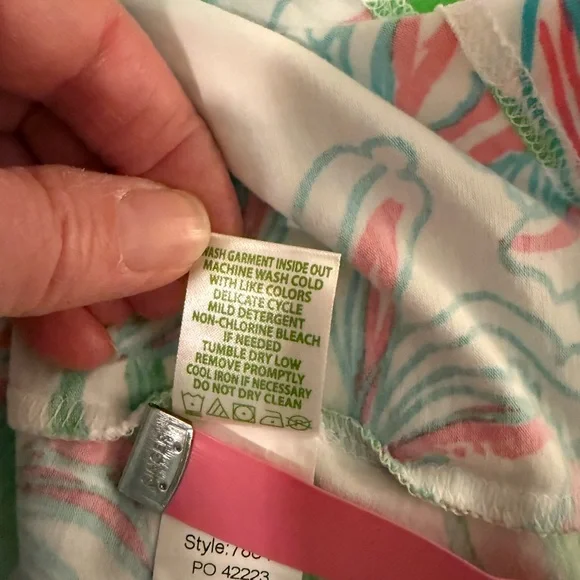 WASH GARMENT INSIDE OUT
MACHINE WASH COLD
WITH LIKE COLORS
DELICATE CYCLE
MILD DETERGENT
NON-CHLORINE BLEACH
IF NEEDED
TUMBLE DRY LOW
REMOVE PROMPTLY
COOL IRON IF NECESSARY
DO NOT DRY CLEAN
Style:
PO 42223